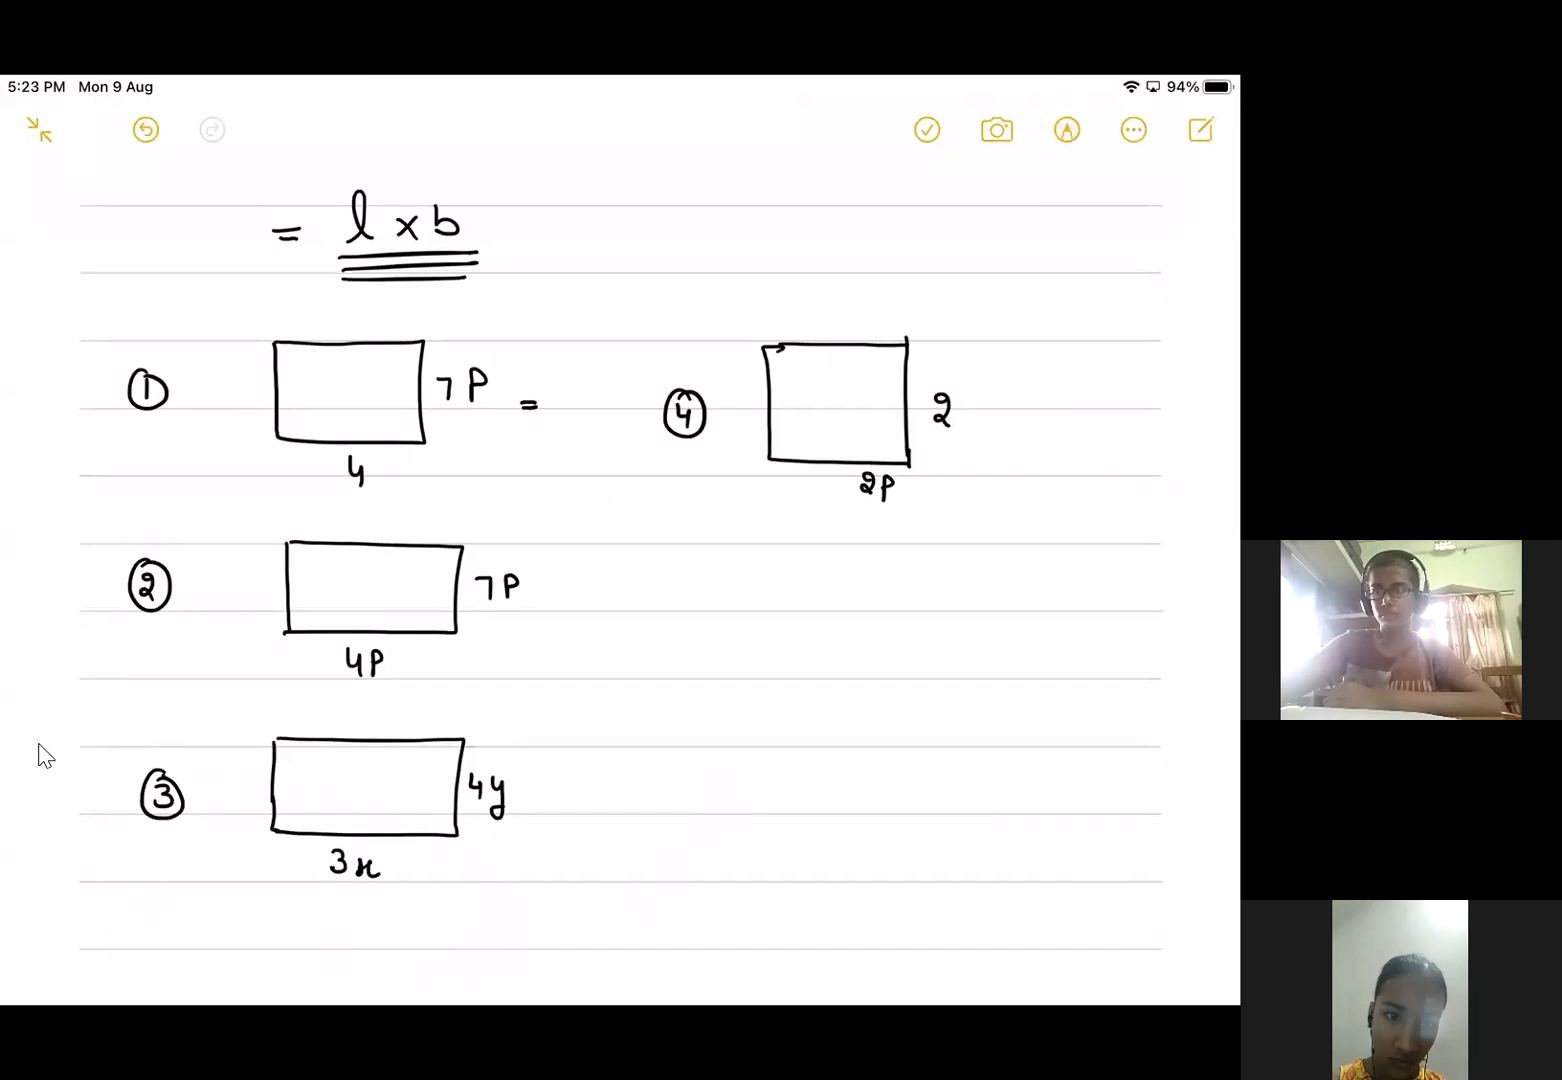 5:23 PM Mon 9 Aug 94%
= l × b
① 7P =
4
④ 2
2P
② 7P
4P
③ 4y
3x